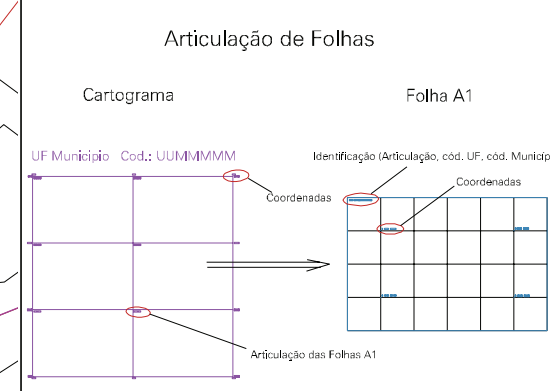 Articulação de Folhas
Cartograma
Folha A1
UF Municipio Cod.: UUMMMMM
Identificação (Articulação, cód. UF, cód. Municíp
Coordenadas
Coordenadas
Articulação das Folhas A1